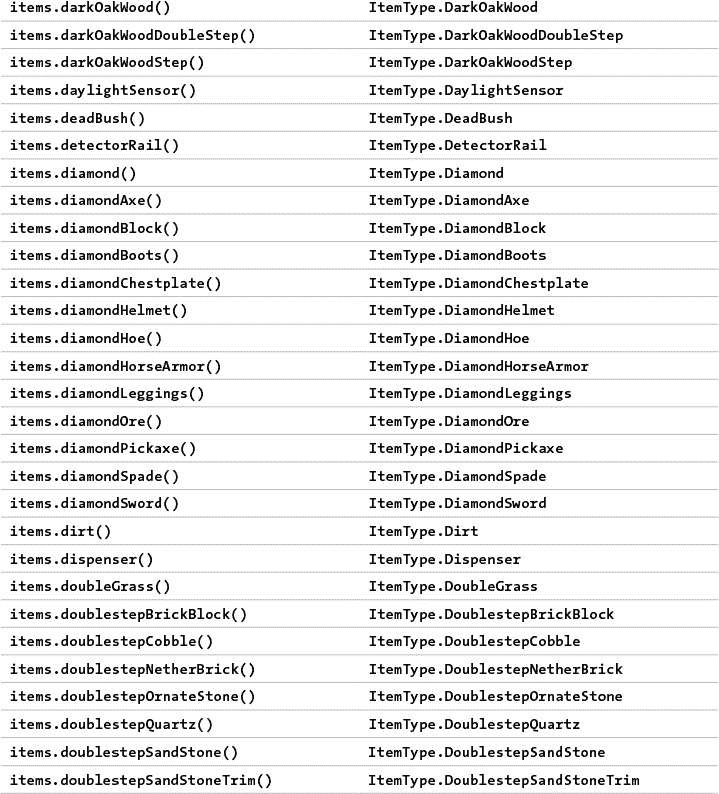 items.darkOakWood() ItemType.DarkOakWood
items.darkOakWoodDoubleStep() ItemType.DarkOakWoodDoubleStep
items.darkOakWoodStep() ItemType.DarkOakWoodStep
items.daylightSensor() ItemType.DaylightSensor
items.deadBush() ItemType.DeadBush
items.detectorRail() ItemType.DetectorRail
items.diamond() ItemType.Diamond
items.diamondAxe() ItemType.DiamondAxe
items.diamondBlock() ItemType.DiamondBlock
items.diamondBoots() ItemType.DiamondBoots
items.diamondChestplate() ItemType.DiamondChestplate
items.diamondHelmet() ItemType.DiamondHelmet
items.diamondHoe() ItemType.DiamondHoe
items.diamondHorseArmor() ItemType.DiamondHorseArmor
items.diamondLeggings() ItemType.DiamondLeggings
items.diamondOre() ItemType.DiamondOre
items.diamondPickaxe() ItemType.DiamondPickaxe
items.diamondSpade() ItemType.DiamondSpade
items.diamondSword() ItemType.DiamondSword
items.dirt() ItemType.Dirt
items.dispenser() ItemType.Dispenser
items.doubleGrass() ItemType.DoubleGrass
items.doublestepBrickBlock() ItemType.DoublestepBrickBlock
items.doublestepCobble() ItemType.DoublestepCobble
items.doublestepNetherBrick() ItemType.DoublestepNetherBrick
items.doublestepOrnateStone() ItemType.DoublestepOrnateStone
items.doublestepQuartz() ItemType.DoublestepQuartz
items.doublestepSandStone() ItemType.DoublestepSandStone
items.doublestepSandStoneTrim() ItemType.DoublestepSandStoneTrim